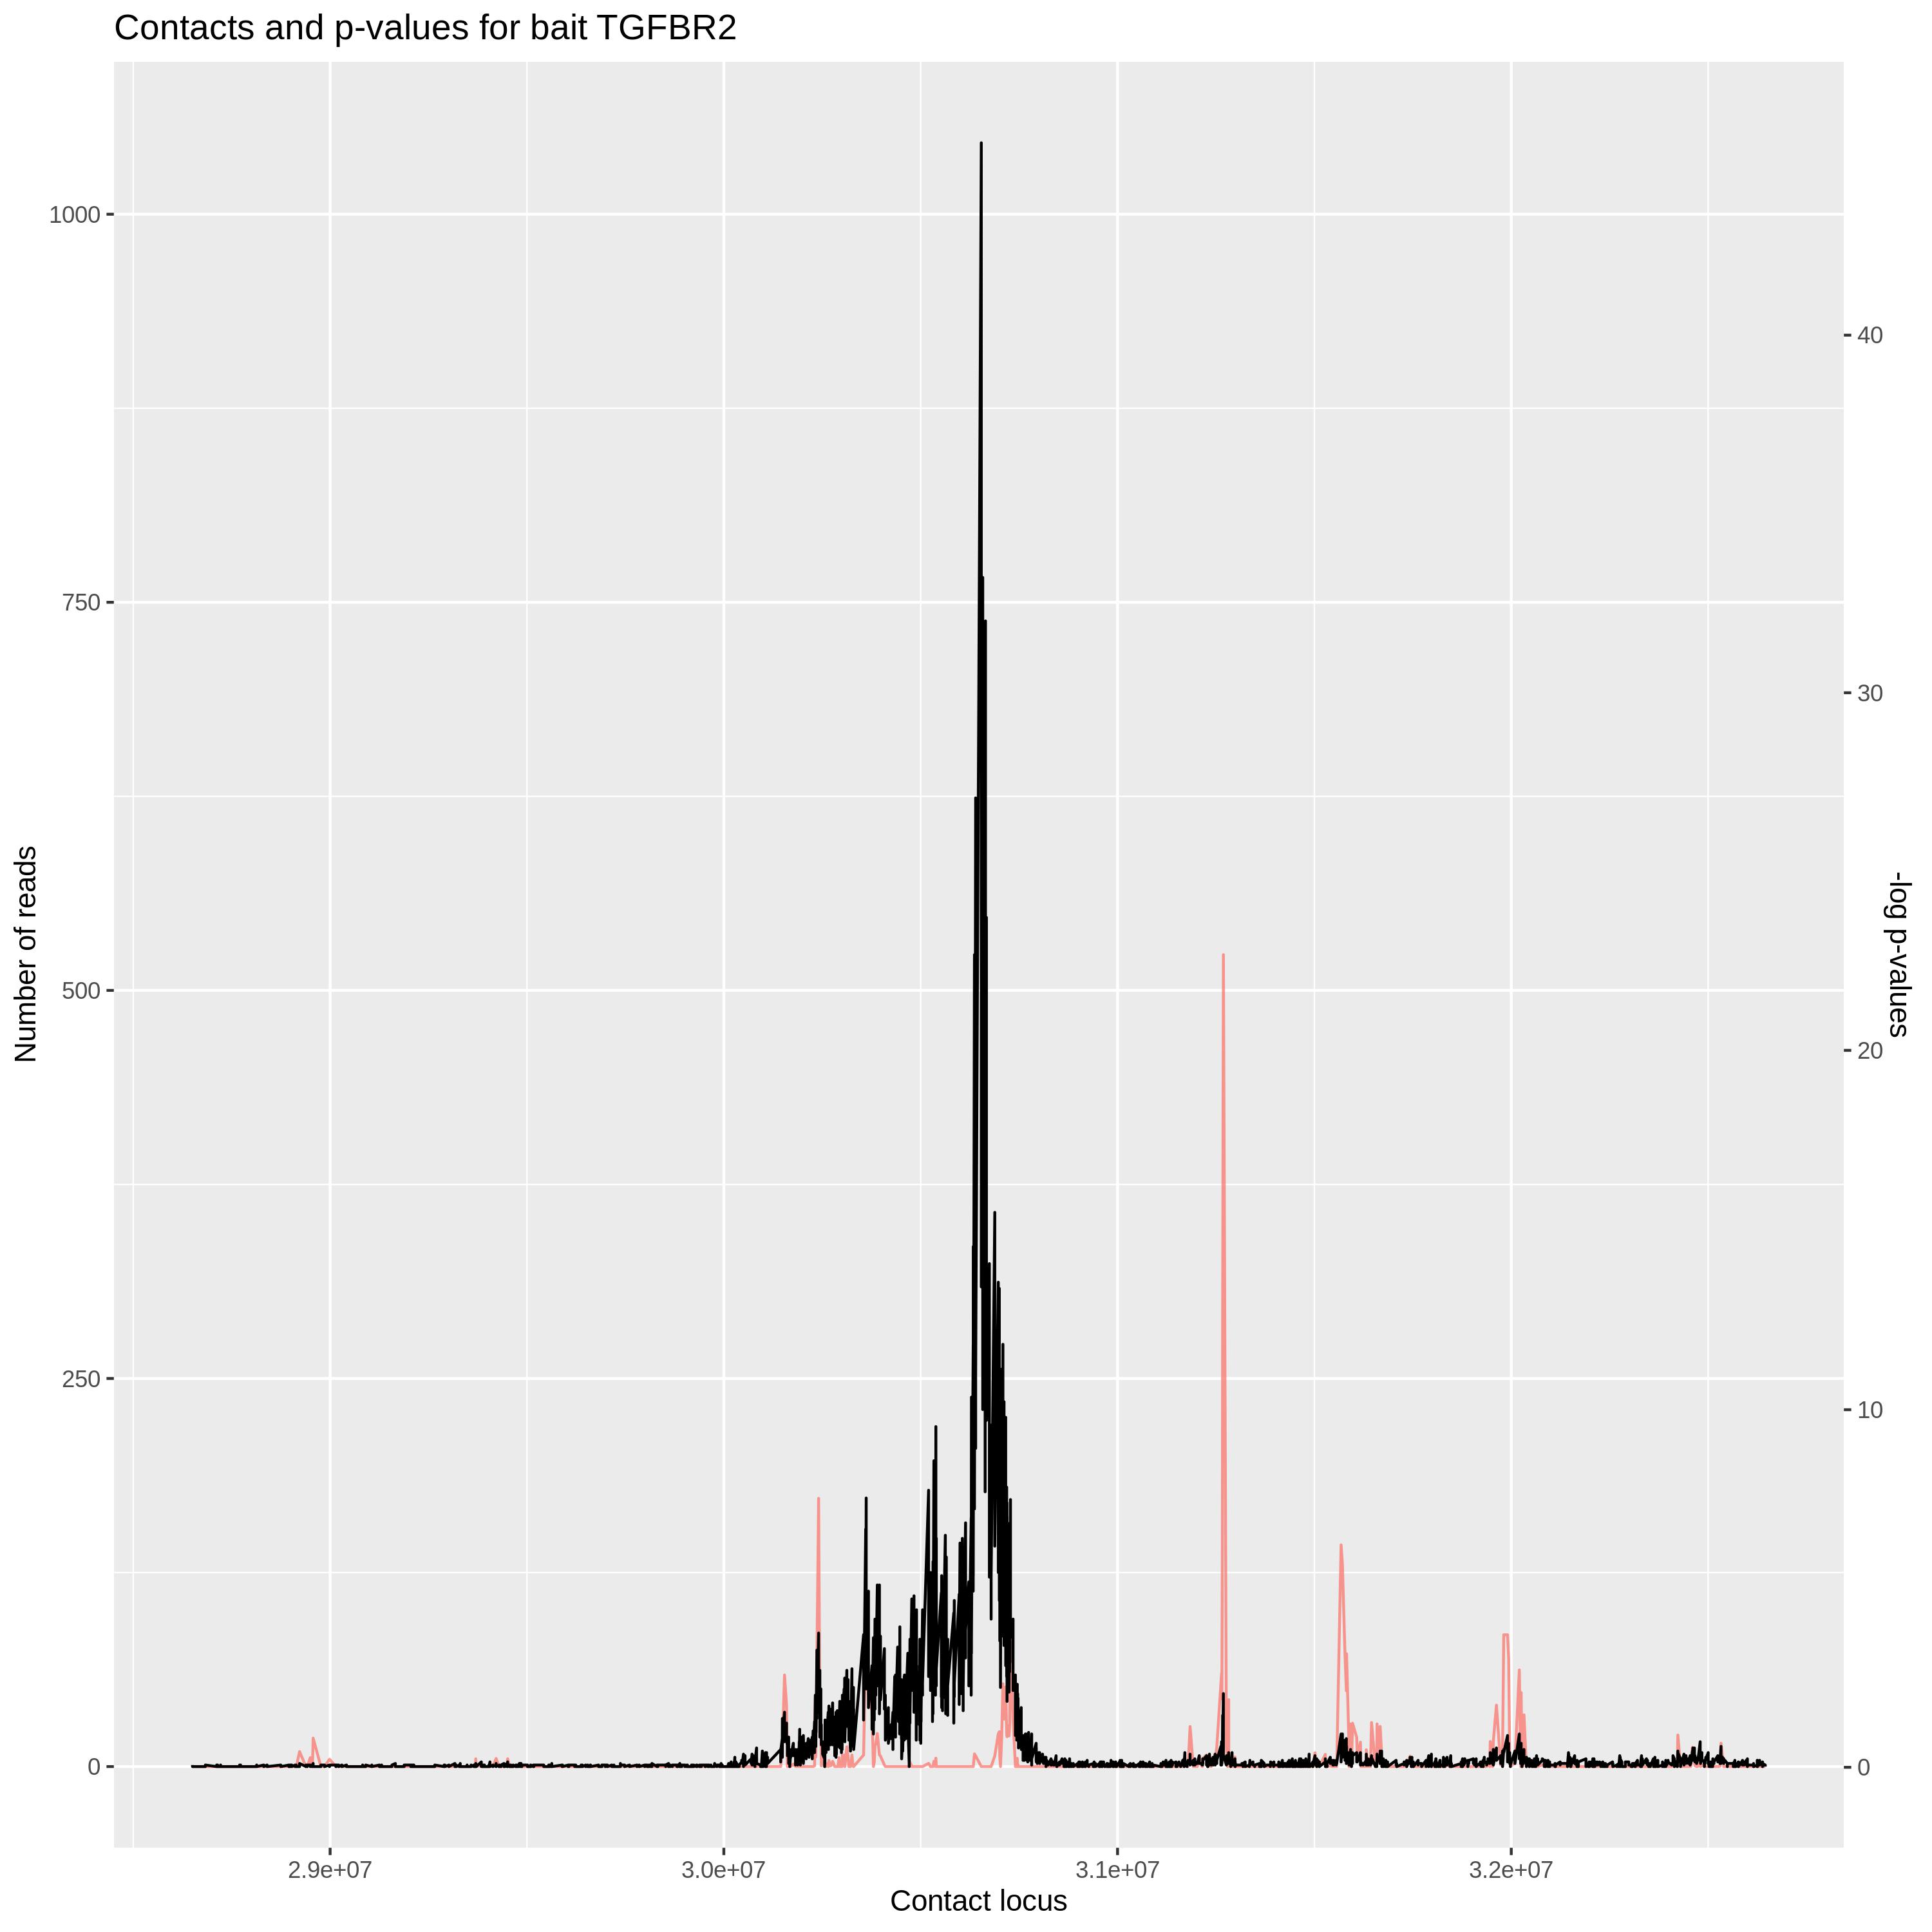 Contacts and p-values for bait TGFBR2
1000
750
500
250
0
Number of reads
40
30
20
10
0
-log p-values
2.9e+07
3.0e+07
3.1e+07
3.2e+07
Contact locus